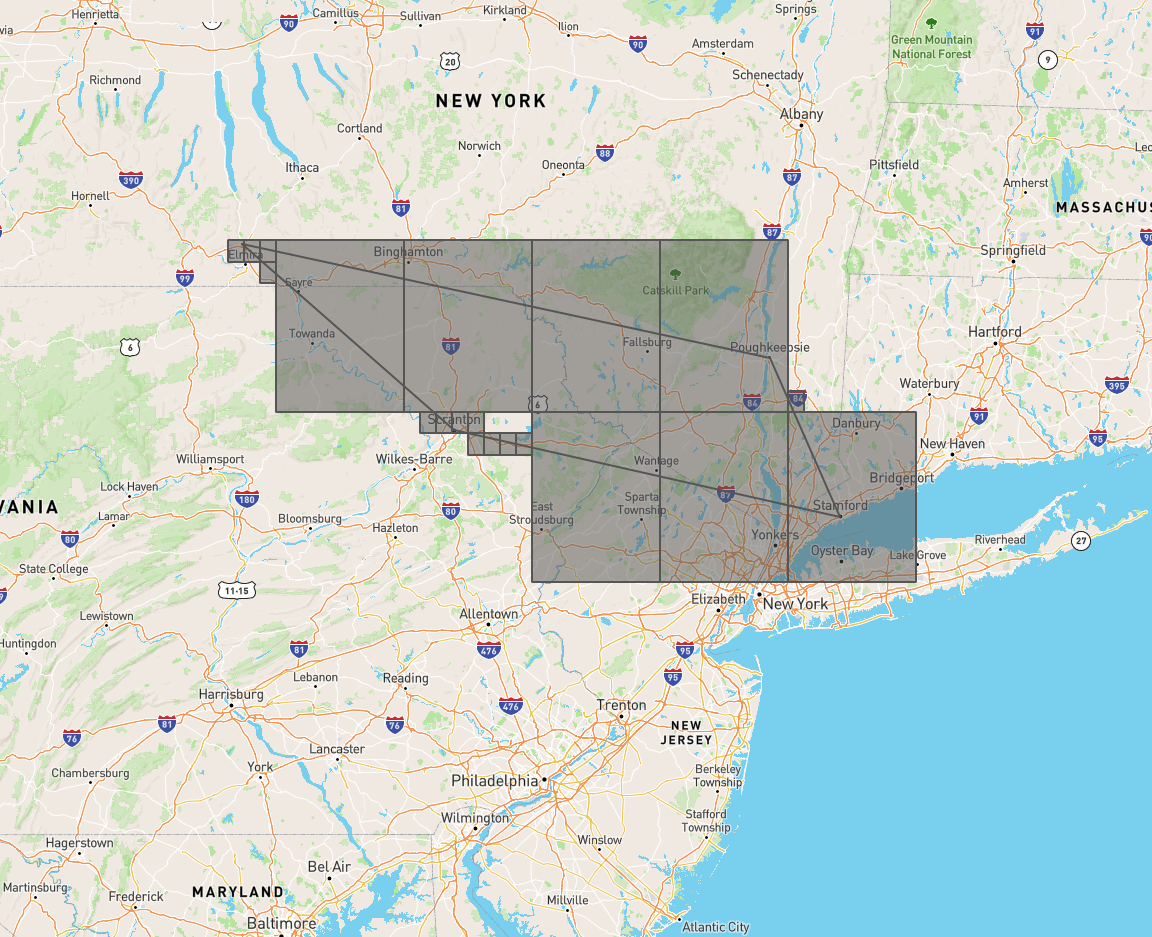 Henrietta
90
Camillus
Sullivan
Kirkland
Ilion
Springs
via
90
Amsterdam
Green Mountain
National Forest
91
9
Richmond
20
Schenectady
NEW YORK
Albany
Cortland
Norwich
88
Oneonta
Ithaca
390
87
Pittsfield
Amherst
Hornell
81
MASSACHUS
87
90
Elmira
Binghamton
Springfield
99
Sayre
Catskill Park
Towanda
81
Fallsburg
Poughkeepsie
Hartford
6
Waterbury
395
6
84
84
91
Scranton
Danbury
New Haven
95
Williamsport
Wilkes-Barre
Wantage
Bridgeport
Lock Haven
180
87
VANIA
Lamar
Bloomsburg
Hazleton
80
East
Stroudsburg
Sparta
Township
Stamford
80
Yonkers
Oyster Bay
Lake Grove
Riverhead
27
State College
11-15
Elizabeth
New York
Lewistown
Allentown
Huntingdon
81
476
95
Lebanon
Reading
95
Harrisburg
476
Trenton
76
81
76
NEW
JERSEY
Lancaster
Chambersburg
York
Philadelphia
Berkeley
Township
Wilmington
Stafford
Township
Hagerstown
Winslow
Bel Air
Martinsburg
Frederick
MARYLAND
Millville
Baltimore
Atlantic City